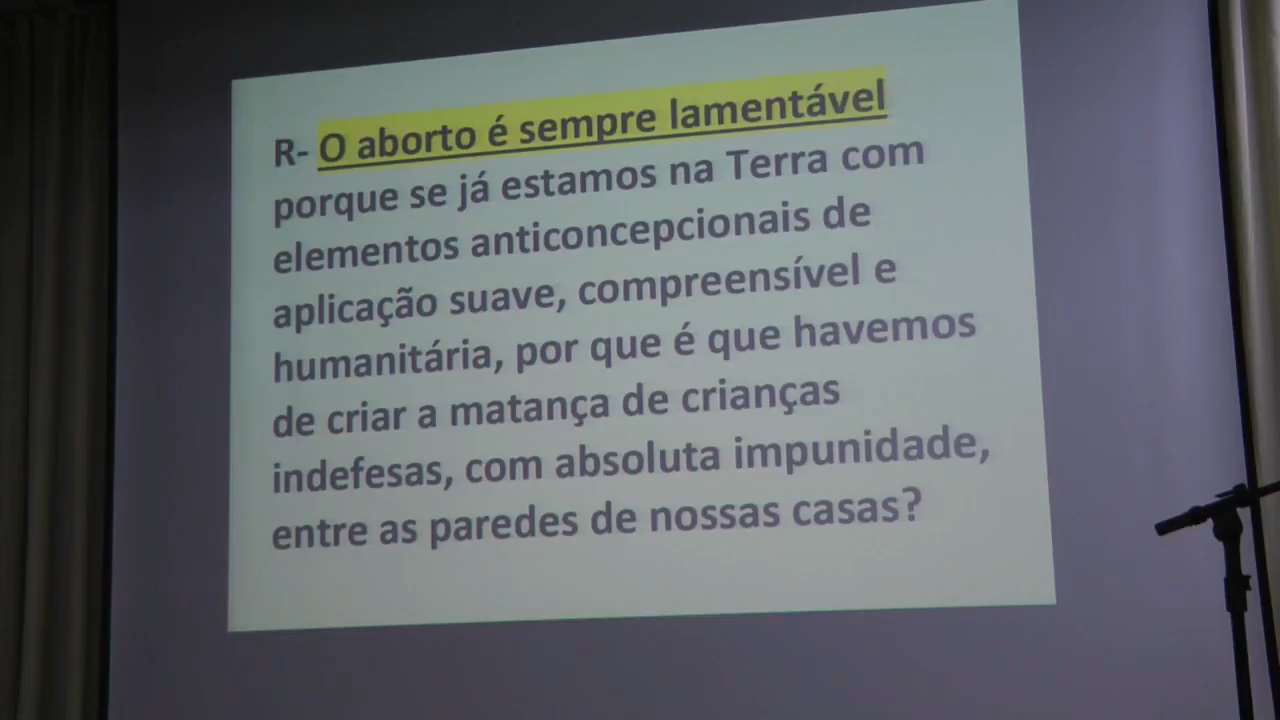 R- O aborto é sempre lamentável
porque se já estamos na Terra com
elementos anticoncepcionais de
aplicação suave, compreensível e
humanitária, por que é que havemos
de criar a matança de crianças
indefesas, com absoluta impunidade,
entre as paredes de nossas casas?